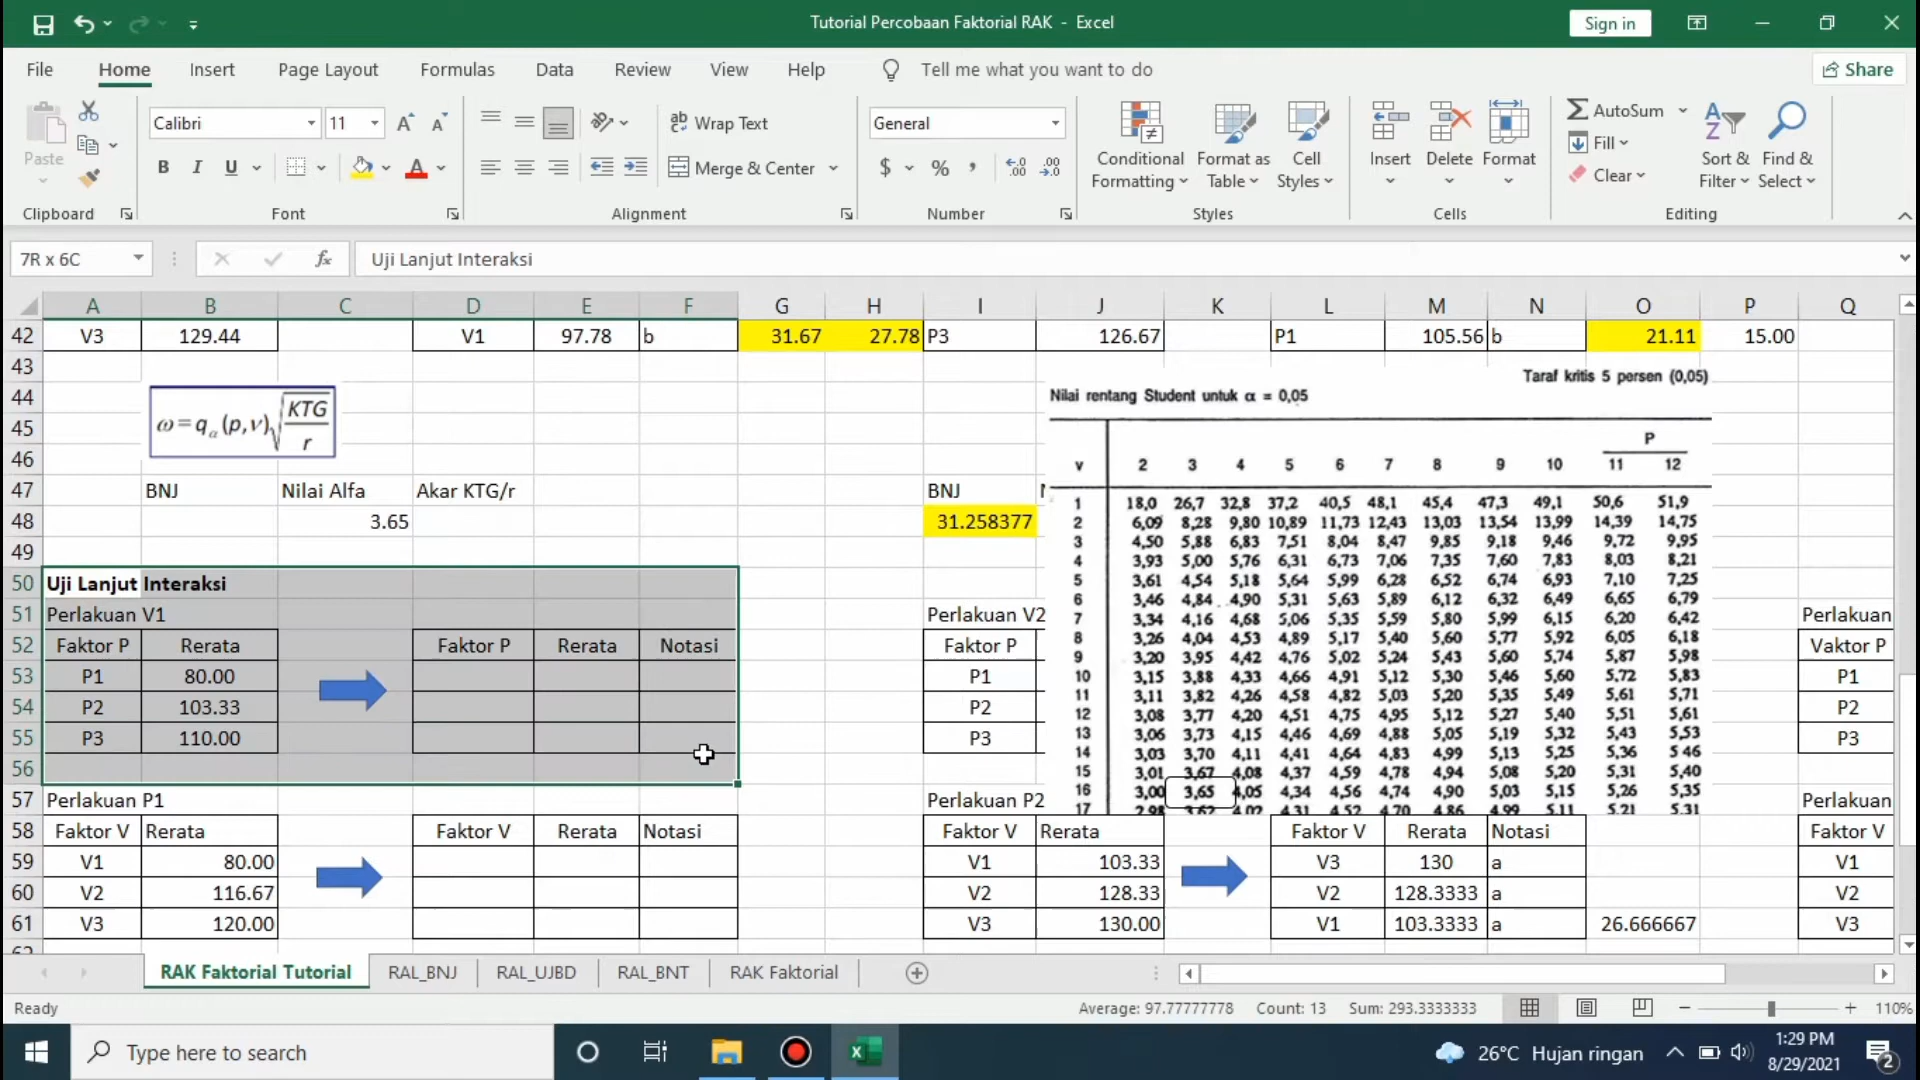 Tutorial Percobaan Faktorial RAK - Excel
Sign in
File Home Insert Page Layout Formulas Data Review View Help Tell me what you want to do Share
Paste
Clipboard
Calibri 11
B I U
Font
Wrap Text
Merge & Center
Alignment
General
$ % ,
Number
Conditional Formatting
Format as Table
Cell Styles
Styles
Insert Delete Format
Cells
AutoSum
Fill
Clear
Sort & Filter
Find & Select
Editing
7R x 6C fx Uji Lanjut Interaksi
A B C D E F G H I J K L M N O P Q
42 V3 129.44 V1 97.78 b 31.67 27.78 P3 126.67 P1 105.56 b 21.11 15.00
43
44
45
46
ω = qα (p,v) √ KTG / r
47 BNJ Nilai Alfa Akar KTG/r BNJ
48 3.65 31.258377
49
50 Uji Lanjut Interaksi
51 Perlakuan V1 Perlakuan V2 Perlakuan
52 Faktor P Rerata Faktor P Rerata Notasi Faktor P Vaktor P
53 P1 80.00 P1 P1
54 P2 103.33 P2 P2
55 P3 110.00 P3 P3
56
57 Perlakuan P1 Perlakuan P2 Perlakuan
58 Faktor V Rerata Faktor V Rerata Notasi Faktor V Rerata Faktor V Rerata Notasi Faktor V
59 V1 80.00 V1 103.33 V3 130 a V1
60 V2 116.67 V2 128.33 V2 128.3333 a V2
61 V3 120.00 V3 130.00 V1 103.3333 a 26.666667 V3
Taraf kritis 5 persen (0,05)
Nilai rentang Student untuk α = 0,05
P
v 2 3 4 5 6 7 8 9 10 11 12
1 18,0 26,7 32,8 37,2 40,5 48,1 45,4 47,3 49,1 50,6 51,9
2 6,09 8,28 9,80 10,89 11,73 12,43 13,03 13,54 13,99 14,39 14,75
3 4,50 5,88 6,83 7,51 8,04 8,47 9,85 9,18 9,46 9,72 9,95
4 3,93 5,00 5,76 6,31 6,73 7,06 7,35 7,60 7,83 8,03 8,21
5 3,61 4,54 5,18 5,64 5,99 6,28 6,52 6,74 6,93 7,10 7,25
6 3,46 4,84 4,90 5,31 5,63 5,89 6,12 6,32 6,49 6,65 6,79
7 3,34 4,16 4,68 5,06 5,35 5,59 5,80 5,99 6,15 6,20 6,42
8 3,26 4,04 4,53 4,89 5,17 5,40 5,60 5,77 5,92 6,05 6,18
9 3,20 3,95 4,42 4,76 5,02 5,24 5,43 5,60 5,74 5,87 5,98
10 3,15 3,88 4,33 4,66 4,91 5,12 5,30 5,46 5,60 5,72 5,83
11 3,11 3,82 4,26 4,58 4,82 5,03 5,20 5,35 5,49 5,61 5,71
12 3,08 3,77 4,20 4,51 4,75 4,95 5,12 5,27 5,40 5,51 5,61
13 3,06 3,73 4,15 4,46 4,69 4,88 5,05 5,19 5,32 5,43 5,53
14 3,03 3,70 4,11 4,41 4,64 4,83 4,99 5,13 5,25 5,36 5 46
15 3,01 3,67 4,08 4,37 4,59 4,78 4,94 5,08 5,20 5,31 5,40
16 3,00 3,65 4,05 4,34 4,56 4,74 4,90 5,03 5,15 5,26 5,35
17 2,98 3,62 4,02 4,31 4,52 4,70 4,86 4,99 5,11 5,21 5,31
RAK Faktorial Tutorial RAL_BNJ RAL_UJBD RAL_BNT RAK Faktorial
Ready Average: 97.77777778 Count: 13 Sum: 293.3333333 110%
Type here to search
26°C Hujan ringan
1:29 PM
8/29/2021
2